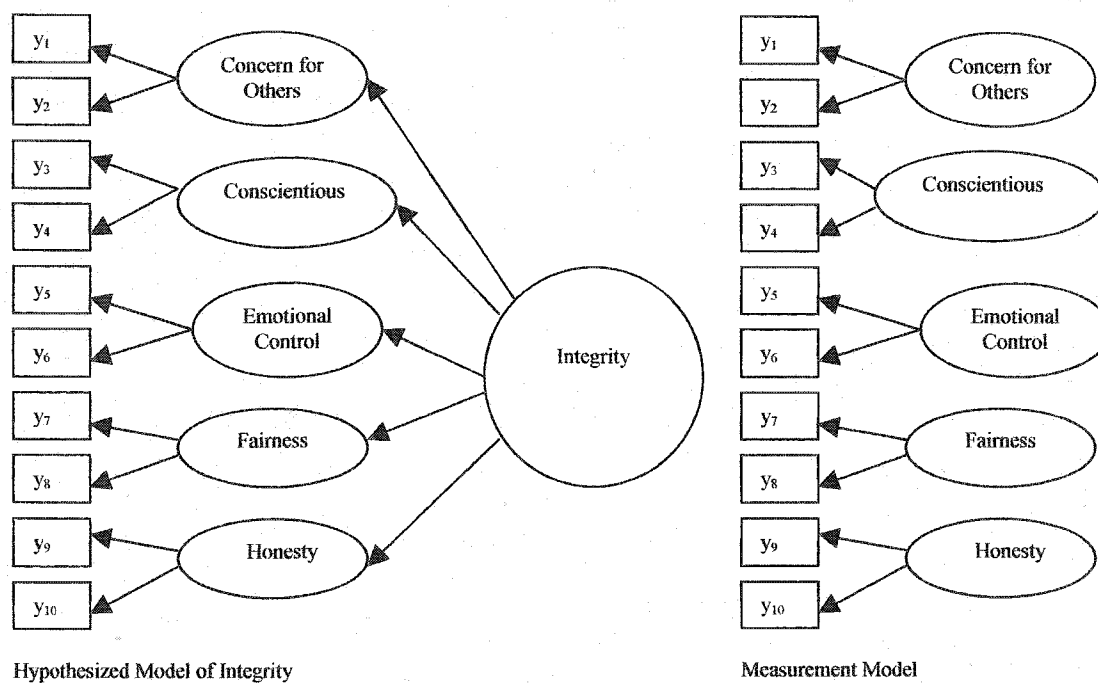 y₁
y₂
y₃
y₄
y₅
y₆
y₇
y₈
y₉
y₁₀
Concern for
Others
Conscientious
Emotional
Control
Fairness
Honesty
Integrity
Hypothesized Model of Integrity
y₁
y₂
y₃
y₄
y₅
y₆
y₇
y₈
y₉
y₁₀
Concern for
Others
Conscientious
Emotional
Control
Fairness
Honesty
Measurement Model